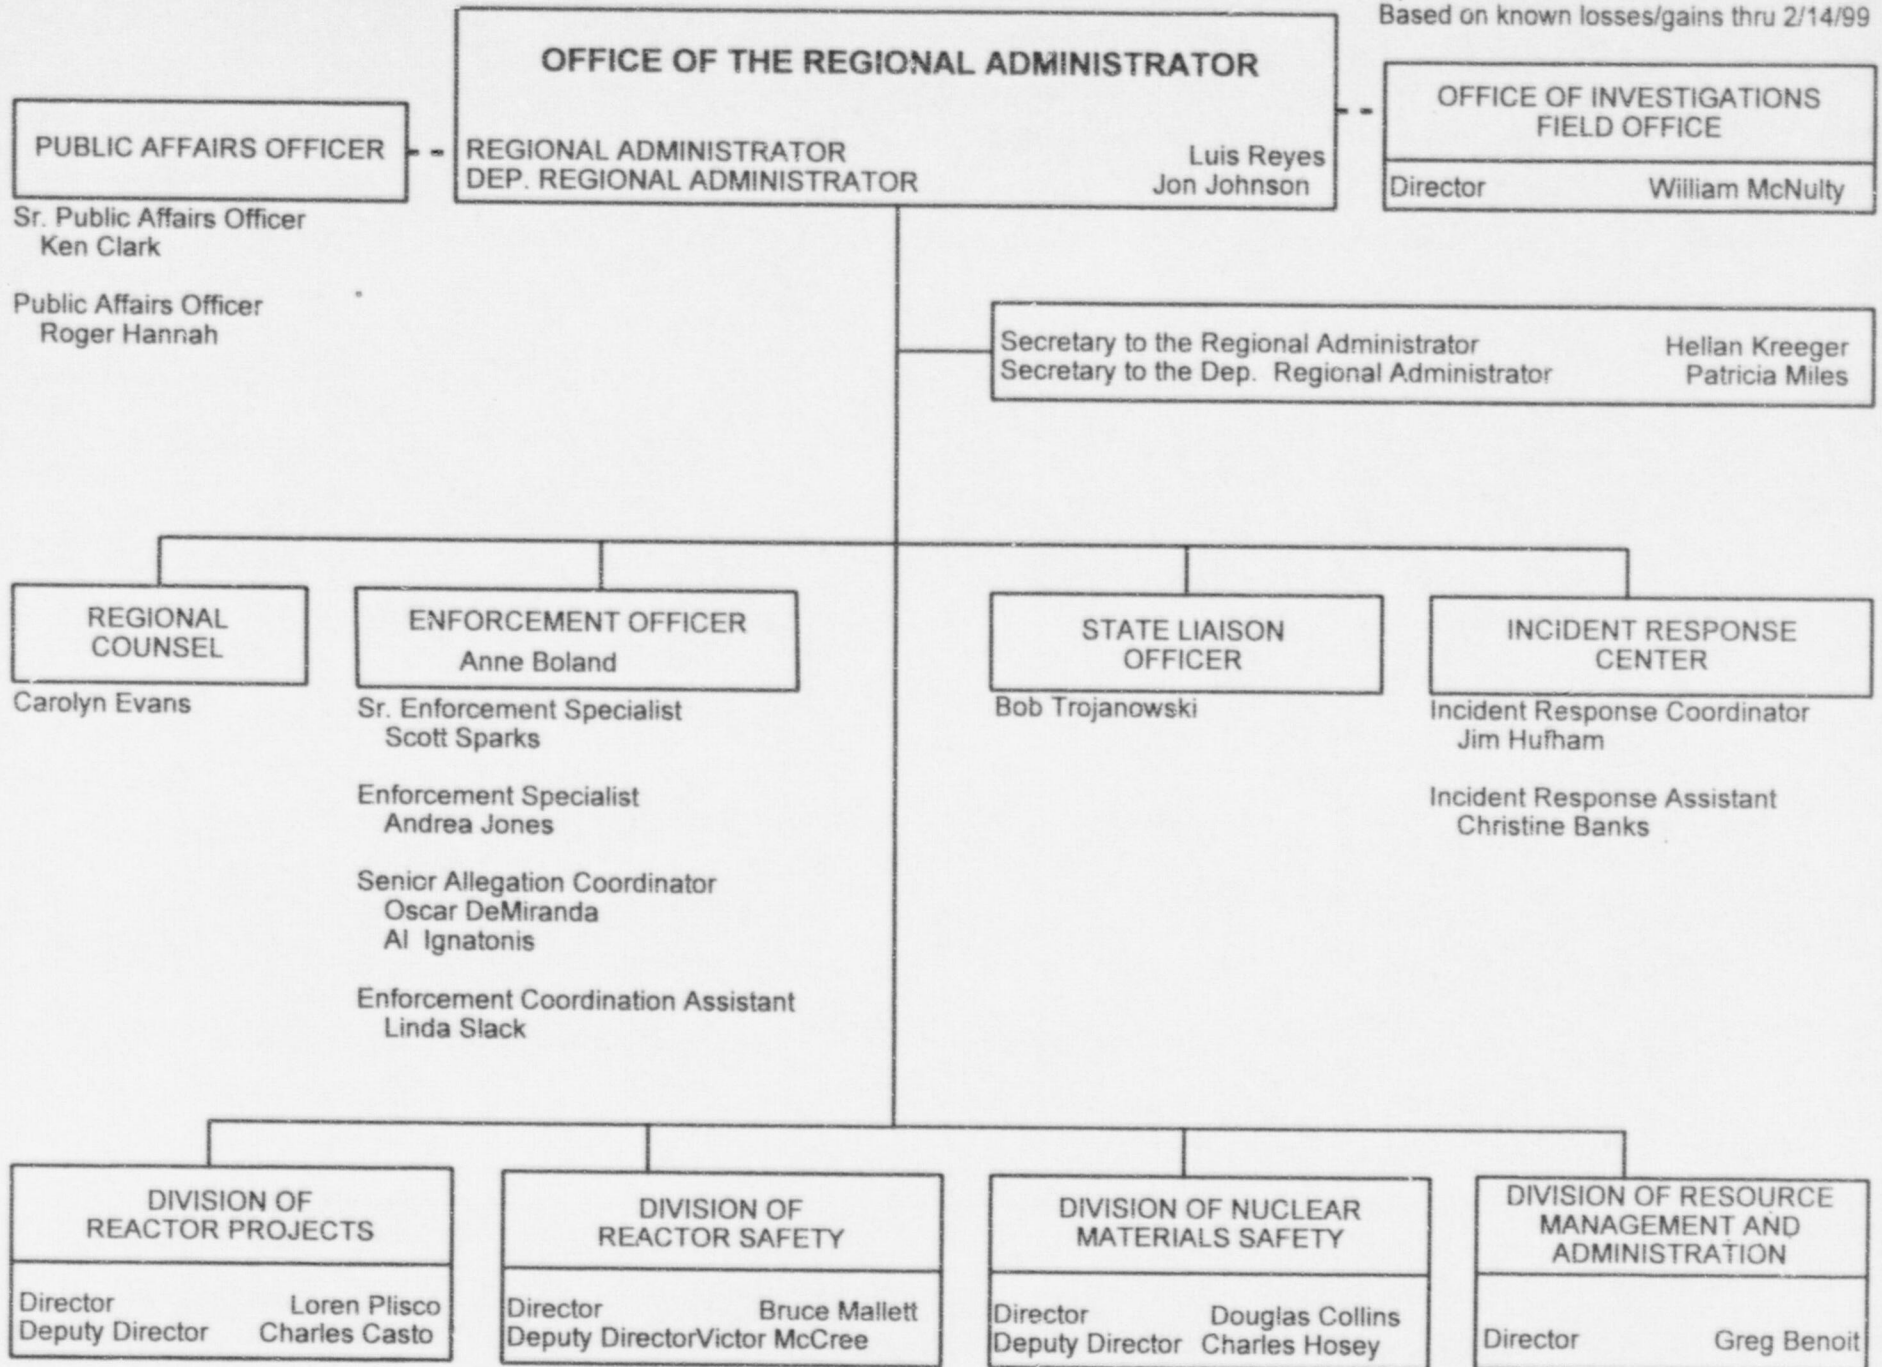 Based on known losses/gains thru 2/14/99
OFFICE OF THE REGIONAL ADMINISTRATOR
REGIONAL ADMINISTRATOR Luis Reyes
DEP. REGIONAL ADMINISTRATOR Jon Johnson
PUBLIC AFFAIRS OFFICER
Sr. Public Affairs Officer
Ken Clark
Public Affairs Officer
Roger Hannah
OFFICE OF INVESTIGATIONS
FIELD OFFICE
Director William McNulty
Secretary to the Regional Administrator Hellan Kreeger
Secretary to the Dep. Regional Administrator Patricia Miles
REGIONAL
COUNSEL
Carolyn Evans
ENFORCEMENT OFFICER
Anne Boland
Sr. Enforcement Specialist
Scott Sparks
Enforcement Specialist
Andrea Jones
Senior Allegation Coordinator
Oscar DeMiranda
Al Ignatonis
Enforcement Coordination Assistant
Linda Slack
STATE LIAISON
OFFICER
Bob Trojanowski
INCIDENT RESPONSE
CENTER
Incident Response Coordinator
Jim Hufham
Incident Response Assistant
Christine Banks
DIVISION OF
REACTOR PROJECTS
Director Loren Plisco
Deputy Director Charles Casto
DIVISION OF
REACTOR SAFETY
Director Bruce Mallett
Deputy Director Victor McCree
DIVISION OF NUCLEAR
MATERIALS SAFETY
Director Douglas Collins
Deputy Director Charles Hosey
DIVISION OF RESOURCE
MANAGEMENT AND
ADMINISTRATION
Director Greg Benoit